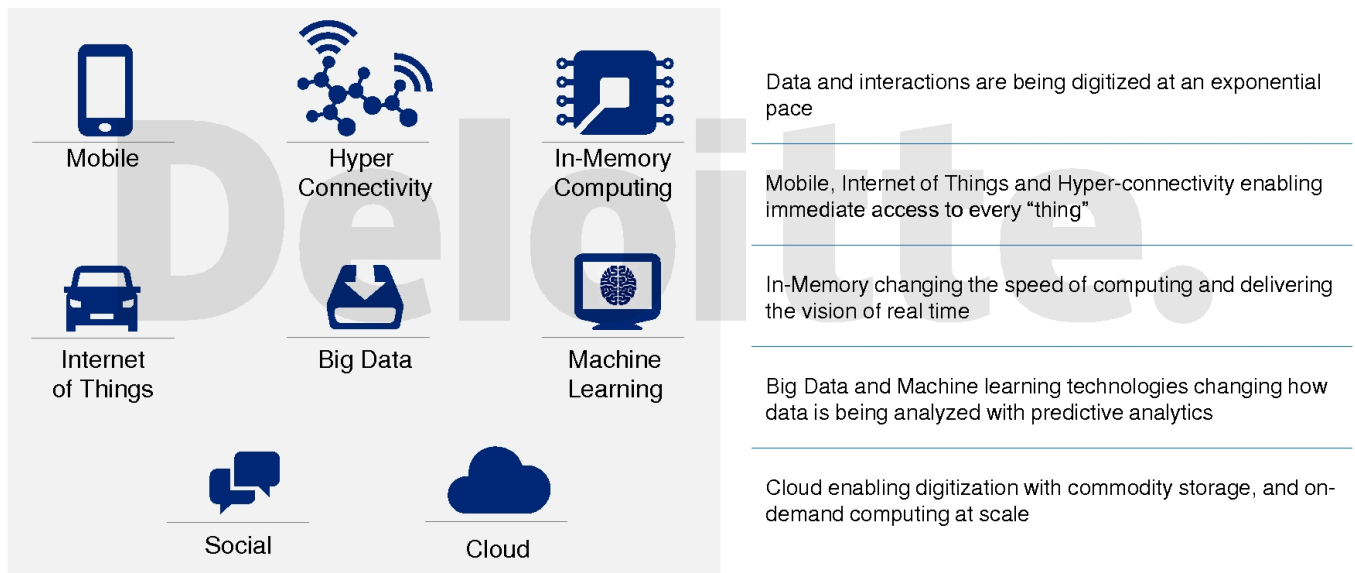 Mobile
Hyper
Connectivity
In-Memory
Computing
Internet
of Things
Big Data
Machine
Learning
Social
Cloud
Data and interactions are being digitized at an exponential
pace
Mobile, Internet of Things and Hyper-connectivity enabling
immediate access to every “thing”
In-Memory changing the speed of computing and delivering
the vision of real time
Big Data and Machine learning technologies changing how
data is being analyzed with predictive analytics
Cloud enabling digitization with commodity storage, and on-
demand computing at scale
Deloitte.